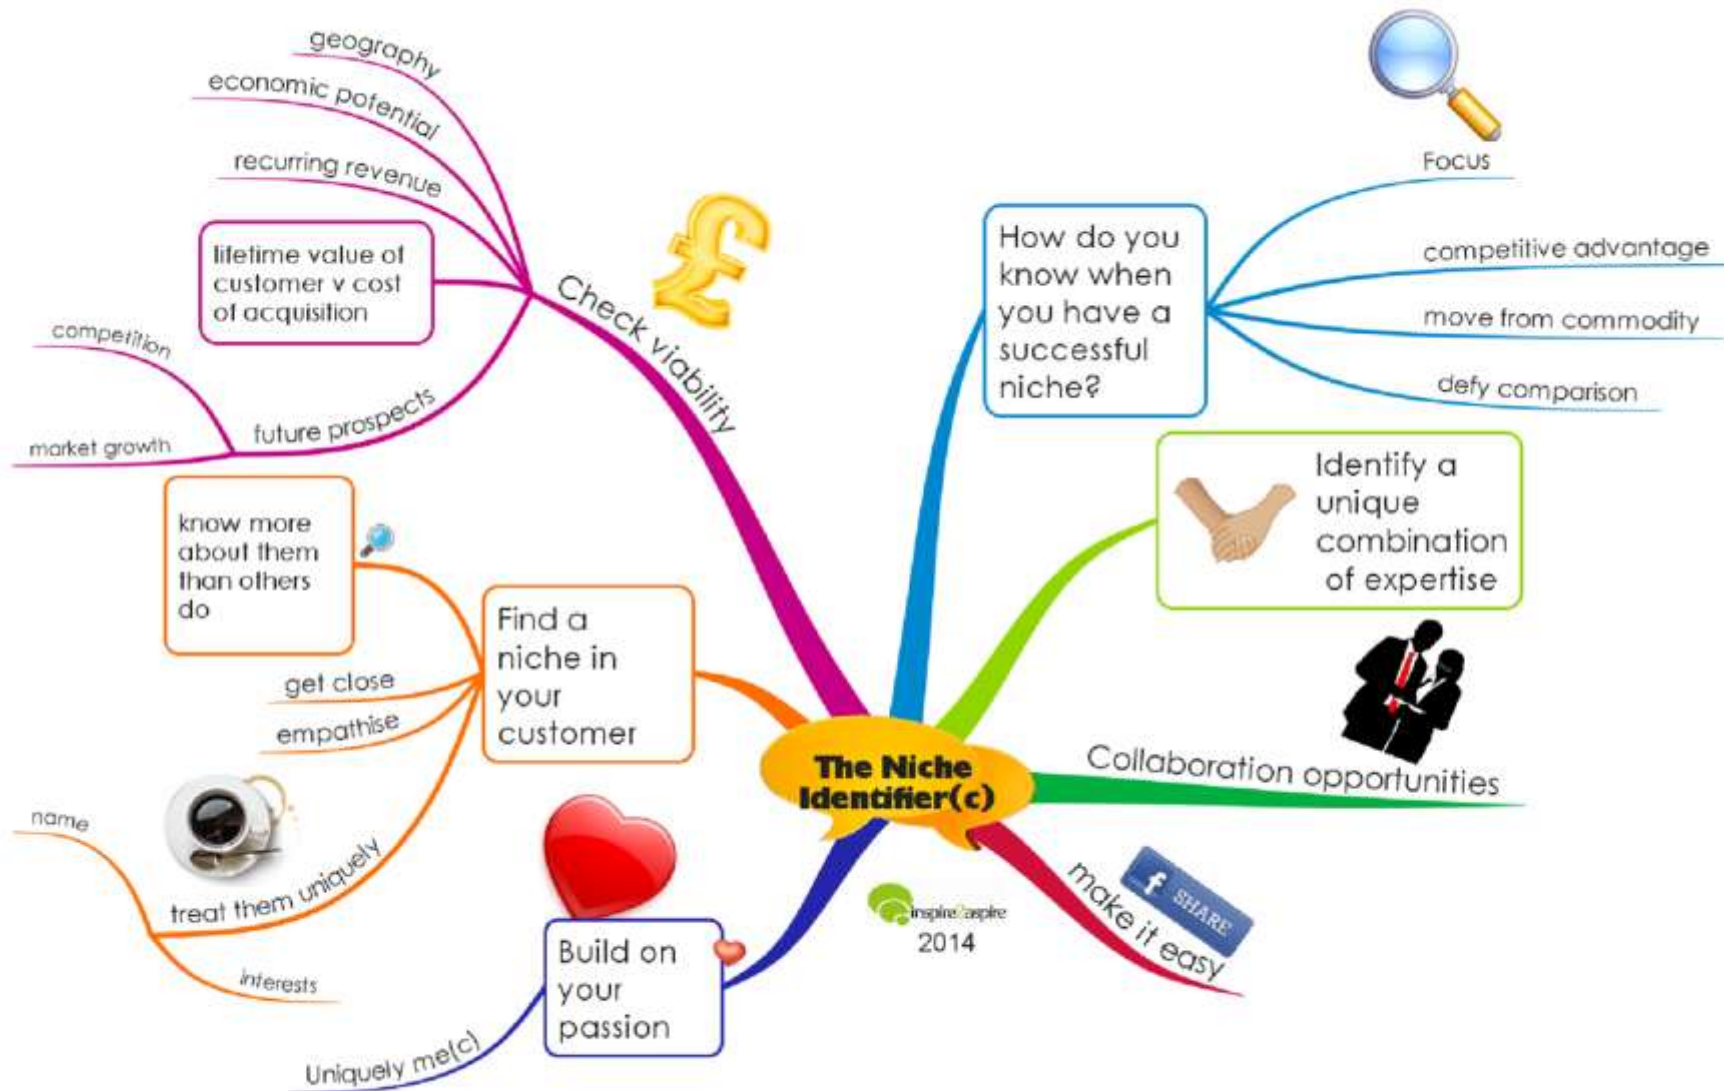 geography
economic potential
recurring revenue
lifetime value of
customer v cost
of acquisition
competition
market growth
future prospects
Check viability
£
How do you
know when
you have a
successful
niche?
Focus
competitive advantage
move from commodity
defy comparison
Identify a
unique
combination
of expertise
Collaboration opportunities
make it easy
f SHARE
know more
about them
than others
do
get close
empathise
Find a
niche in
your
customer
name
treat them uniquely
interests
The Niche
Identifier(c)
Build on
your
passion
Uniquely me(c)
inspire2aspire
2014